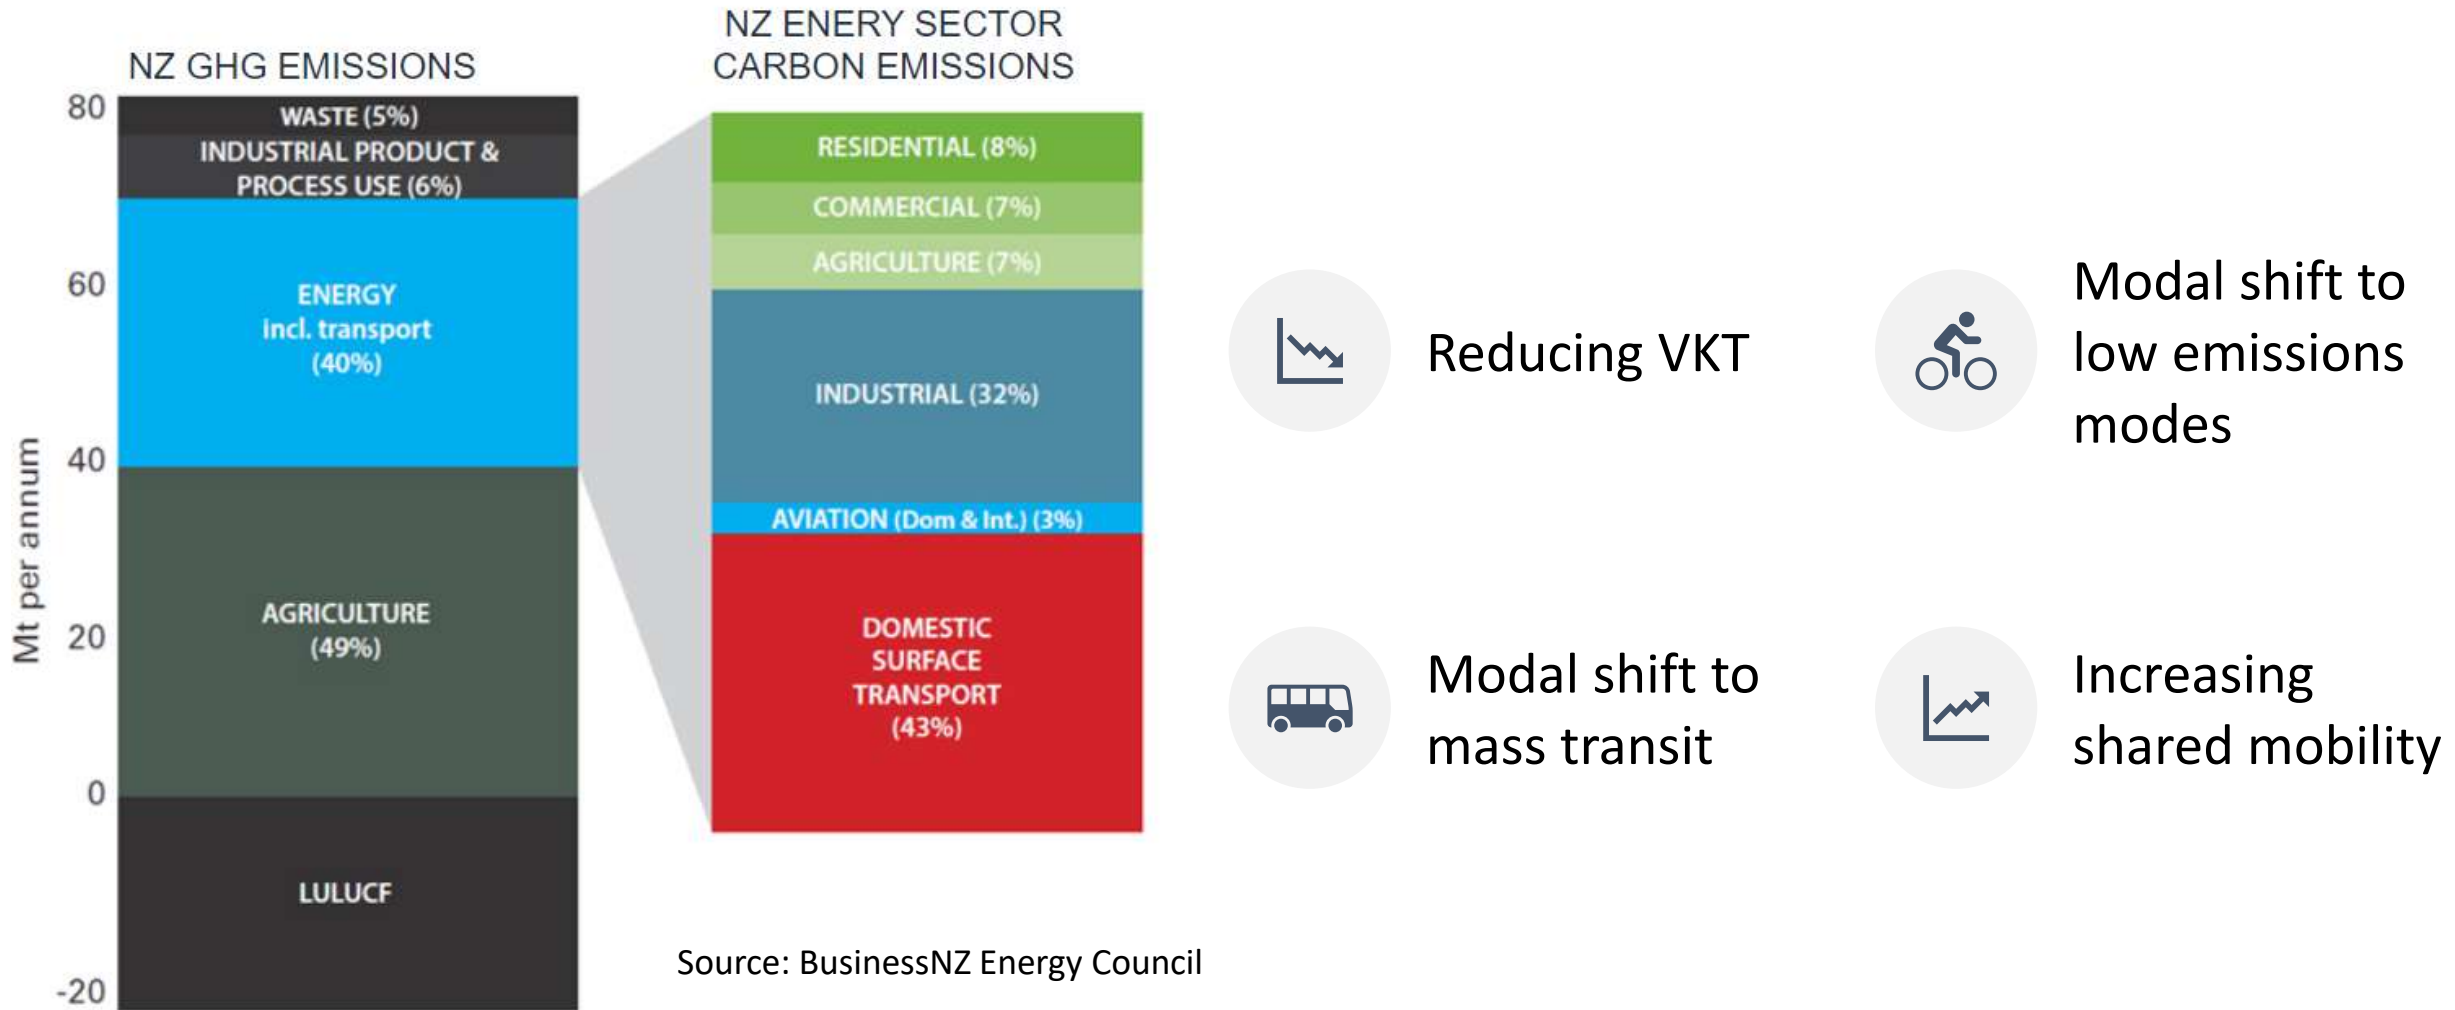 NZ GHG EMISSIONS
80
60
40
20
0
-20
Mt per annum
WASTE (5%)
INDUSTRIAL PRODUCT &
PROCESS USE (6%)
ENERGY
incl. transport
(40%)
AGRICULTURE
(49%)
LULUCF
NZ ENERY SECTOR
CARBON EMISSIONS
RESIDENTIAL (8%)
COMMERCIAL (7%)
AGRICULTURE (7%)
INDUSTRIAL (32%)
AVIATION (Dom & Int.) (3%)
DOMESTIC
SURFACE
TRANSPORT
(43%)
Source: BusinessNZ Energy Council
Reducing VKT
Modal shift to
low emissions
modes
Modal shift to
mass transit
Increasing
shared mobility